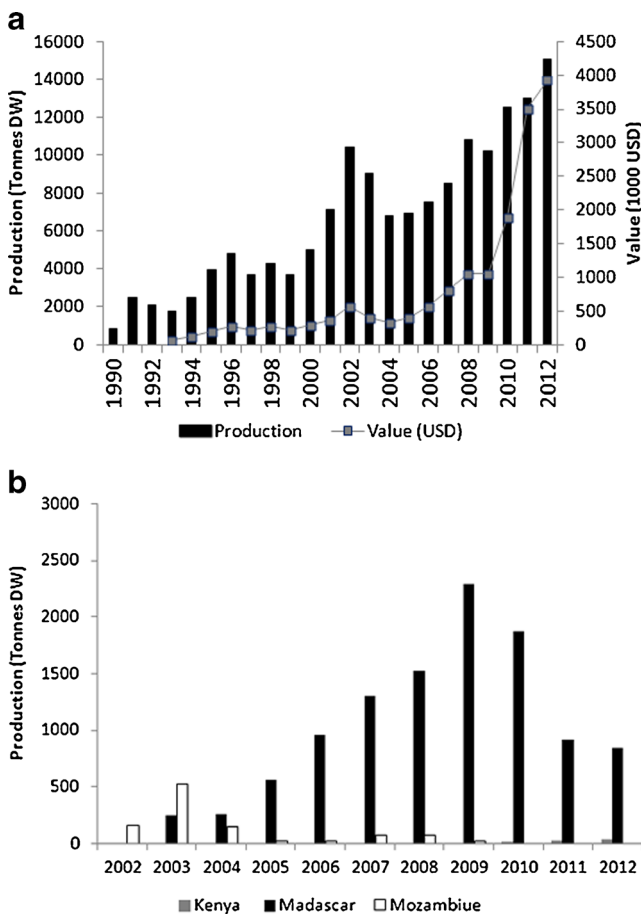 a
Production (Tonnes DW)
16000
14000
12000
10000
8000
6000
4000
2000
0
4500
4000
3500
3000
2500
2000
1500
1000
500
0
Value (1000 USD)
1990 1992 1994 1996 1998 2000 2002 2004 2006 2008 2010 2012
Production Value (USD)
b
Production (Tonnes DW)
3000
2500
2000
1500
1000
500
0
2002 2003 2004 2005 2006 2007 2008 2009 2010 2011 2012
Kenya Madascar Mozambiue